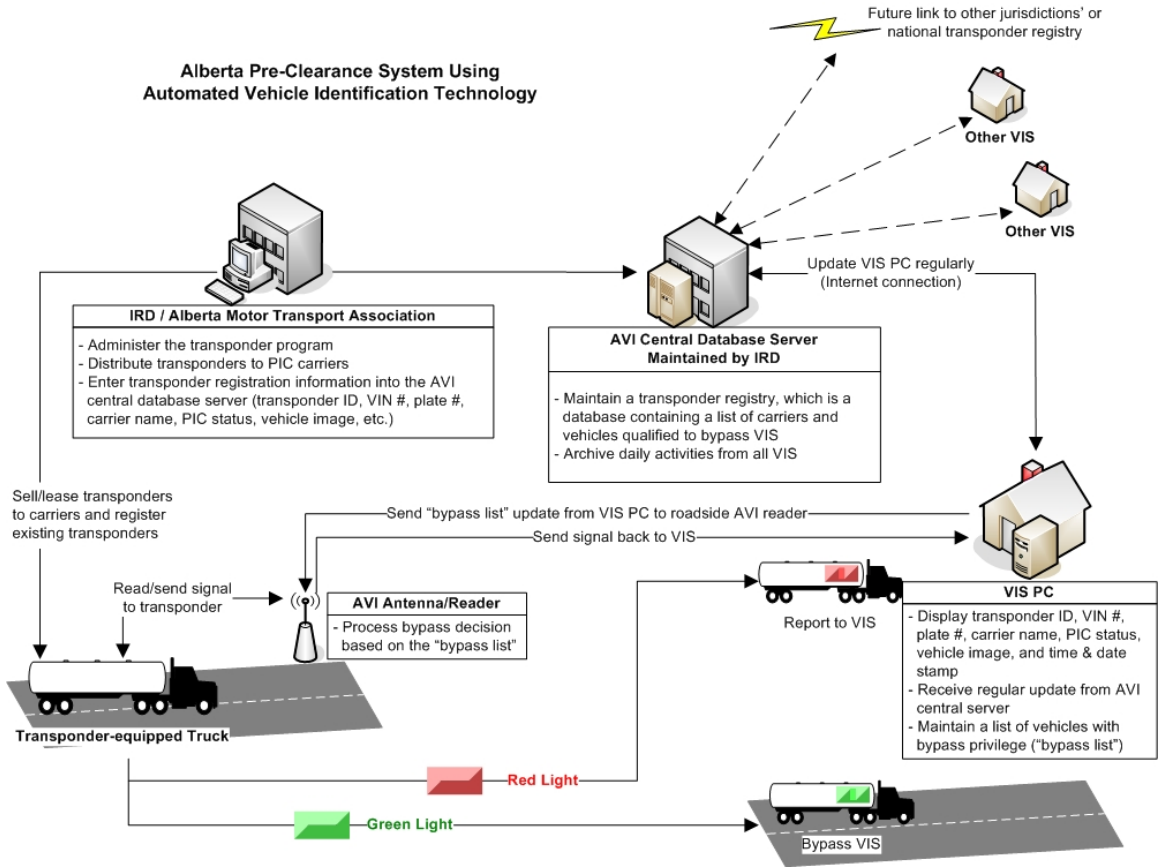 Future link to other jurisdictions' or
national transponder registry
Alberta Pre-Clearance System Using
Automated Vehicle Identification Technology
Other VIS
Other VIS
Update VIS PC regularly
(Internet connection)
IRD / Alberta Motor Transport Association
- Administer the transponder program
- Distribute transponders to PIC carriers
- Enter transponder registration information into the AVI
central database server (transponder ID, VIN #, plate #,
carrier name, PIC status, vehicle image, etc.)
AVI Central Database Server
Maintained by IRD
- Maintain a transponder registry, which is a
database containing a list of carriers and
vehicles qualified to bypass VIS
- Archive daily activities from all VIS
Sell/lease transponders
to carriers and register
existing transponders
Send "bypass list" update from VIS PC to roadside AVI reader
Send signal back to VIS
Read/send signal
to transponder
AVI Antenna/Reader
- Process bypass decision
based on the "bypass list"
Report to VIS
VIS PC
- Display transponder ID, VIN #,
plate #, carrier name, PIC status,
vehicle image, and time & date
stamp
- Receive regular update from AVI
central server
- Maintain a list of vehicles with
bypass privilege ("bypass list")
Transponder-equipped Truck
Red Light
Green Light
Bypass VIS